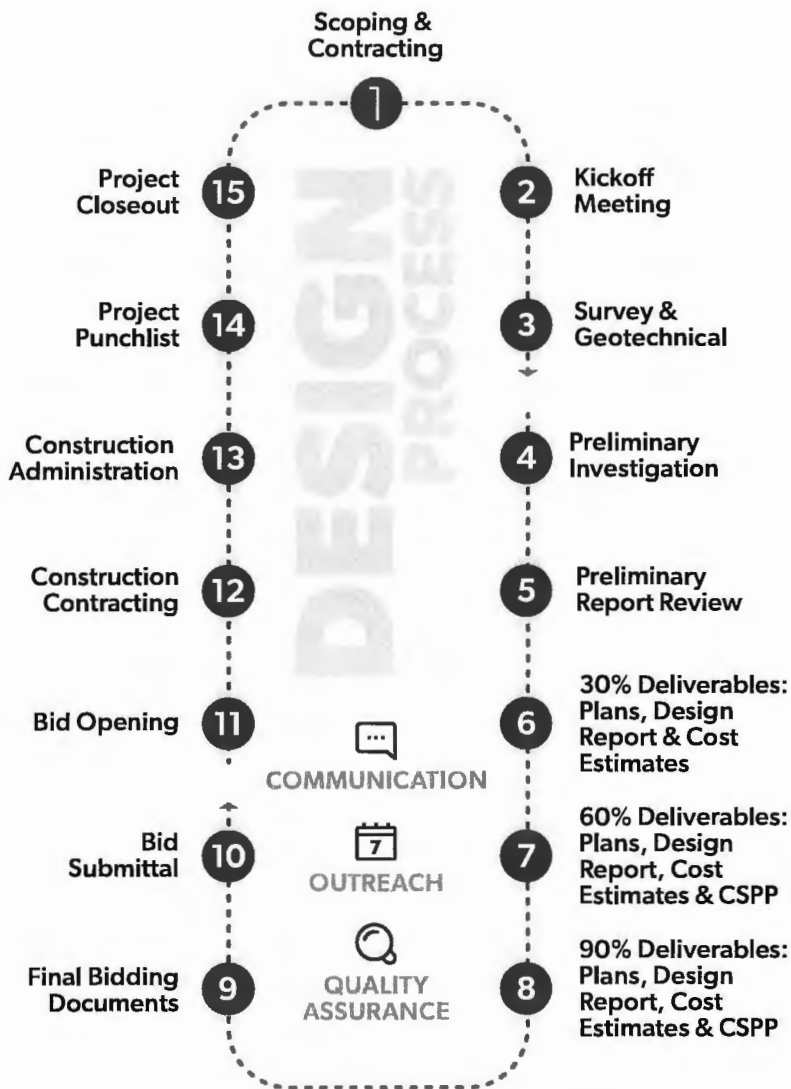 Scoping &
Contracting
1
2
Kickoff
Meeting
3
Survey &
Geotechnical
4
Preliminary
Investigation
5
Preliminary
Report Review
6
30% Deliverables:
Plans, Design
Report & Cost
Estimates
7
60% Deliverables:
Plans, Design
Report, Cost
Estimates & CSPP
8
90% Deliverables:
Plans, Design
Report, Cost
Estimates & CSPP
Final Bidding
Documents
9
Bid
Submittal
10
Bid Opening
11
Construction
Contracting
12
Construction
Administration
13
Project
Punchlist
14
Project
Closeout
15
DESIGN
PROCESS
COMMUNICATION
7
OUTREACH
QUALITY
ASSURANCE